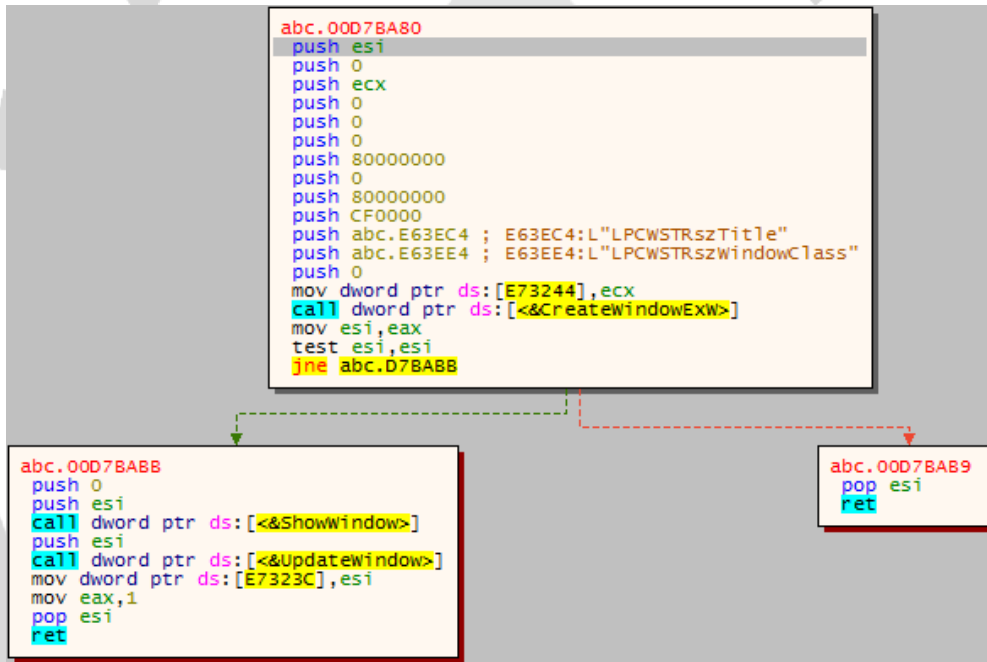 abc.00D7BA80
push esi
push 0
push ecx
push 0
push 0
push 0
push 80000000
push 0
push 80000000
push CF0000
push abc.E63EC4 ; E63EC4:L"LPCWSTRszTitle"
push abc.E63EE4 ; E63EE4:L"LPCWSTRszWindowClass"
push 0
mov dword ptr ds:[E73244],ecx
call dword ptr ds:[<&CreateWindowExW>]
mov esi,eax
test esi,esi
jne abc.D7BABB
abc.00D7BABB
push 0
push esi
call dword ptr ds:[<&ShowWindow>]
push esi
call dword ptr ds:[<&UpdateWindow>]
mov dword ptr ds:[E7323C],esi
mov eax,1
pop esi
ret
abc.00D7BAB9
pop esi
ret